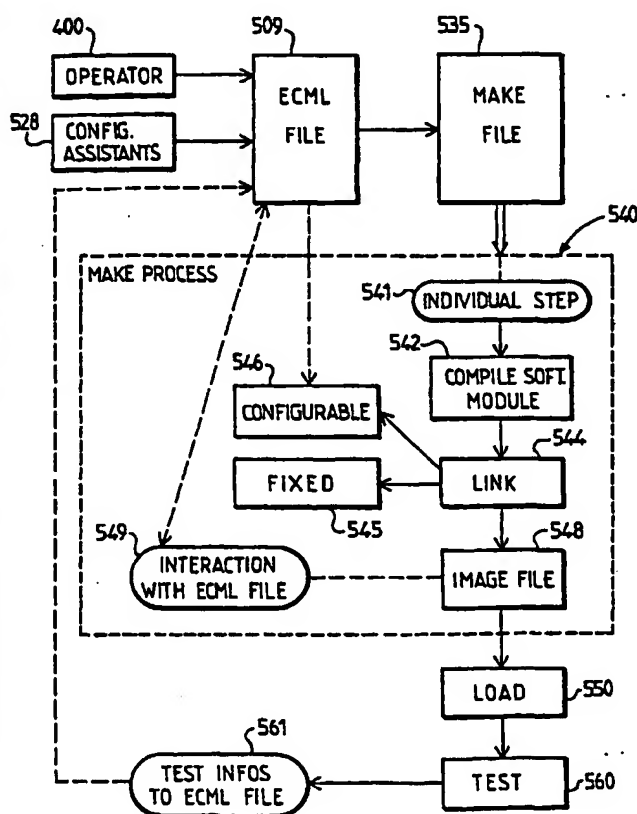 400
509
535
OPERATOR
ECML
FILE
MAKE
FILE
528
CONFIG.
ASSISTANTS
540
MAKE PROCESS
541
INDIVIDUAL STEP
542
546
COMPILE SOFT.
MODULE
CONFIGURABLE
544
FIXED
LINK
545
548
549
INTERACTION
WITH ECML FILE
IMAGE FILE
LOAD
550
561
TEST INFOS
TO ECML FILE
TEST
560